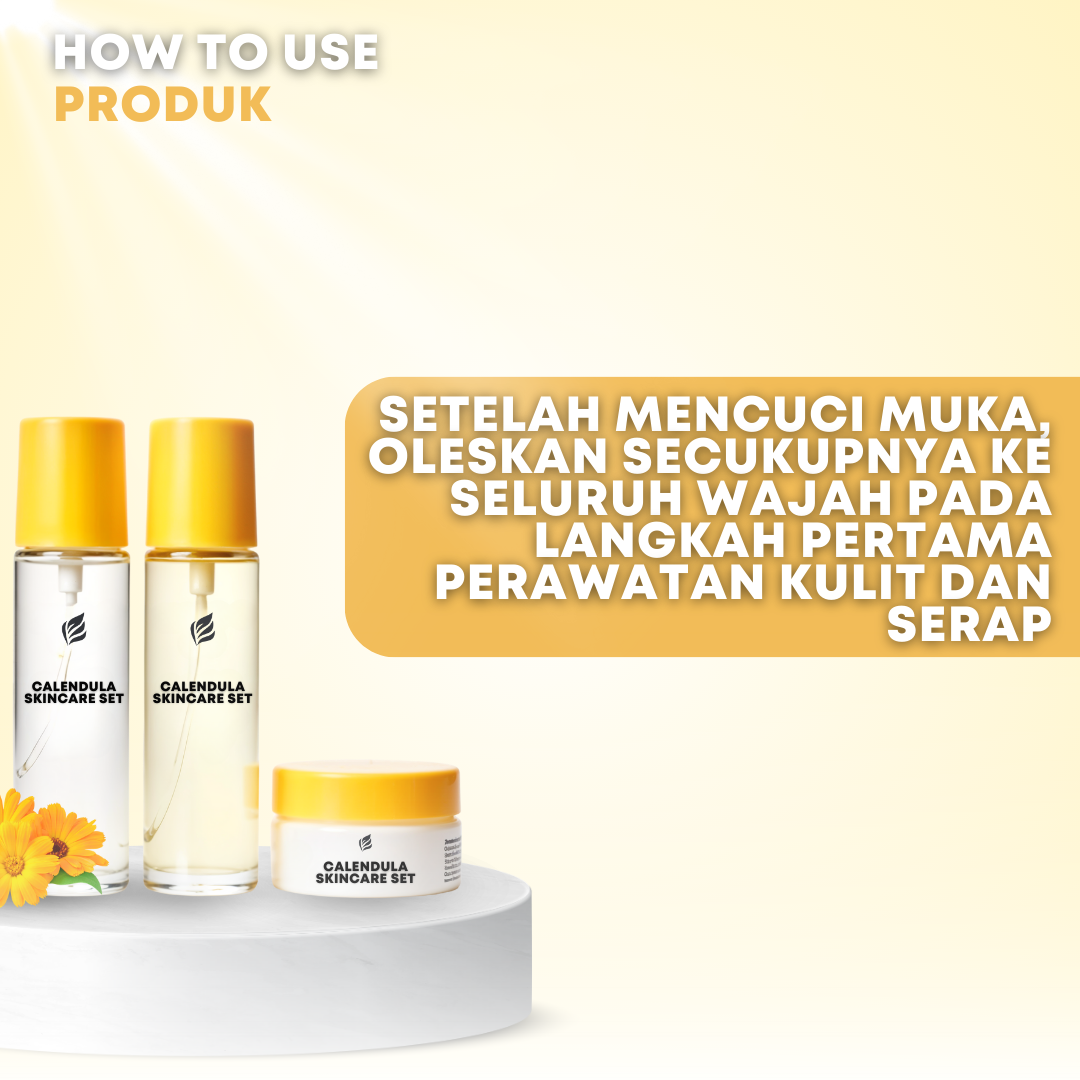 HOW TO USE
PRODUK
SETELAH MENCUCI MUKA,
OLESKAN SECUKUPNYA KE
SELURUH WAJAH PADA
LANGKAH PERTAMA
PERAWATAN KULIT DAN
SERAP
CALENDULA
SKINCARE SET
CALENDULA
SKINCARE SET
CALENDULA
SKINCARE SET